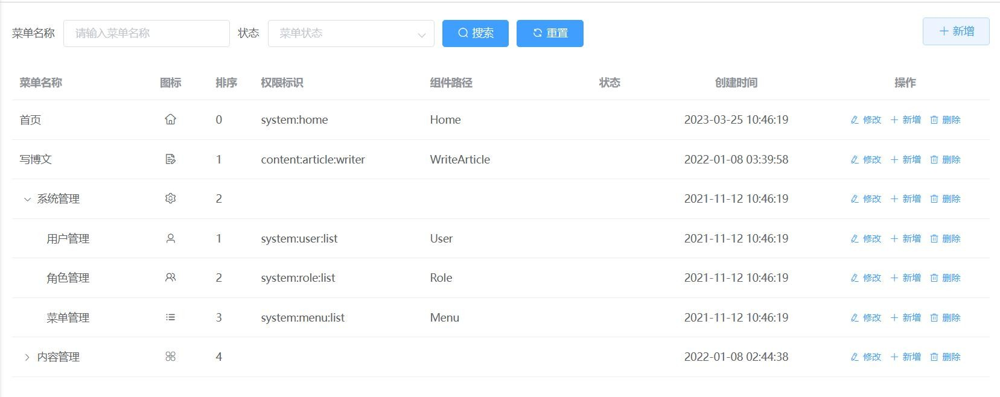 菜单名称 请输入菜单名称 状态 菜单状态 搜索 重置 新增
菜单名称 图标 排序 权限标识 组件路径 状态 创建时间 操作
首页 0 system:home Home 2023-03-25 10:46:19 修改 新增 删除
写博文 1 content:article:writer WriteArticle 2022-01-08 03:39:58 修改 新增 删除
系统管理 2 2021-11-12 10:46:19 修改 新增 删除
用户管理 1 system:user:list User 2021-11-12 10:46:19 修改 新增 删除
角色管理 2 system:role:list Role 2021-11-12 10:46:19 修改 新增 删除
菜单管理 3 system:menu:list Menu 2021-11-12 10:46:19 修改 新增 删除
内容管理 4 2022-01-08 02:44:38 修改 新增 删除